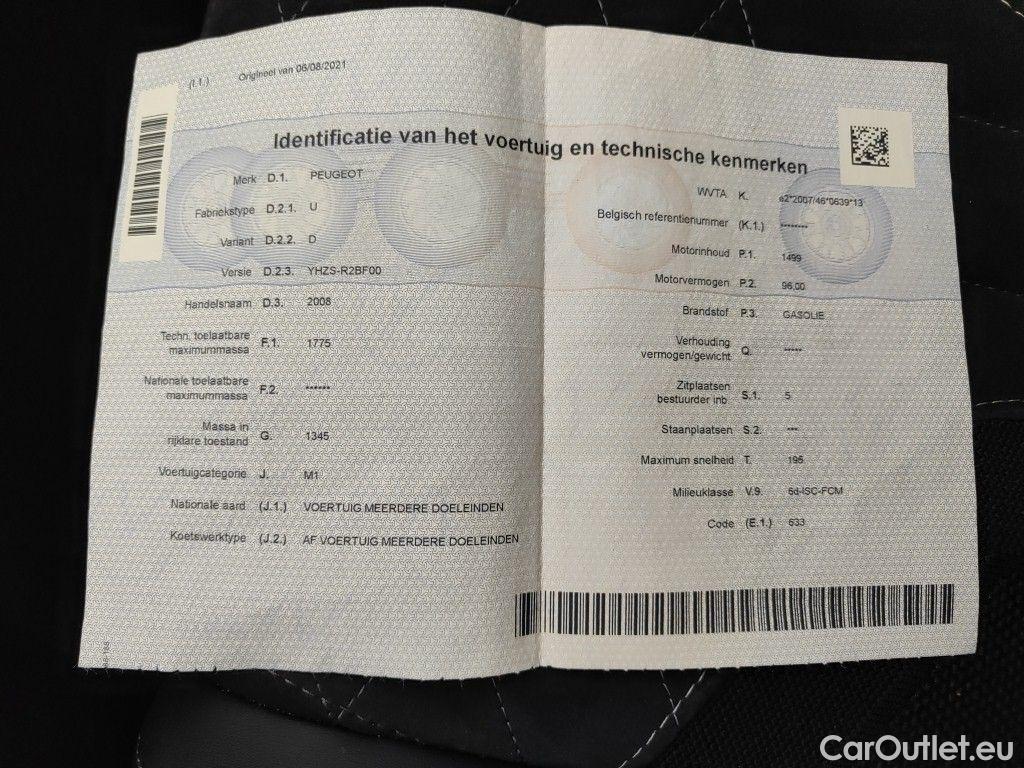 (I.1.) Origineel van 06/08/2021
Identificatie van het voertuig en technische kenmerken
Merk D.1. PEUGEOT
Fabriekstype D.2.1. U
Variant D.2.2. D
Versie D.2.3. YHZS-R2BF00
Handelsnaam D.3. 2008
Techn. toelaatbare
maximummassa F.1. 1775
Nationale toelaatbare
maximummassa F.2. ******
Massa in
rijklare toestand G. 1345
Voertuigcategorie J. M1
Nationale aard (J.1.) VOERTUIG MEERDERE DOELEINDEN
Koetswerktype (J.2.) AF VOERTUIG MEERDERE DOELEINDEN
WVTA K. e2*2007/46*0639*13
Belgisch referentienummer (K.1.) --------
Motorinhoud P.1. 1499
Motorvermogen P.2. 96,00
Brandstof P.3. GASOLIE
Verhouding
vermogen/gewicht Q. -----
Zitplaatsen
bestuurder inb. S.1. 5
Staanplaatsen S.2. ---
Maximum snelheid T. 195
Milieuklasse V.9. 6d-ISC-FCM
Code (E.1.) 633
CarOutlet.eu